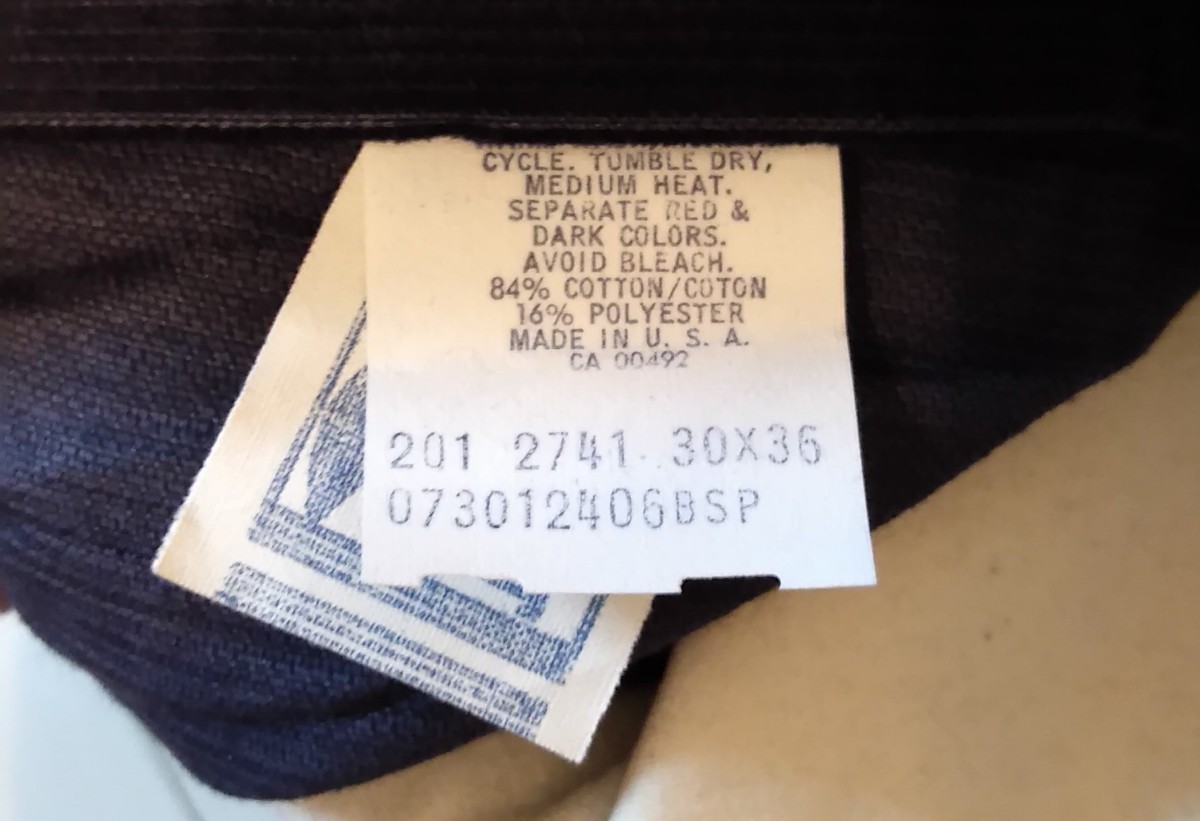 CYCLE. TUMBLE DRY,
MEDIUM HEAT.
SEPARATE RED &
DARK COLORS.
AVOID BLEACH.
84% COTTON/COTON
16% POLYESTER
MADE IN U. S. A.
CA 00492
201 2741 30X36
073012406BSP